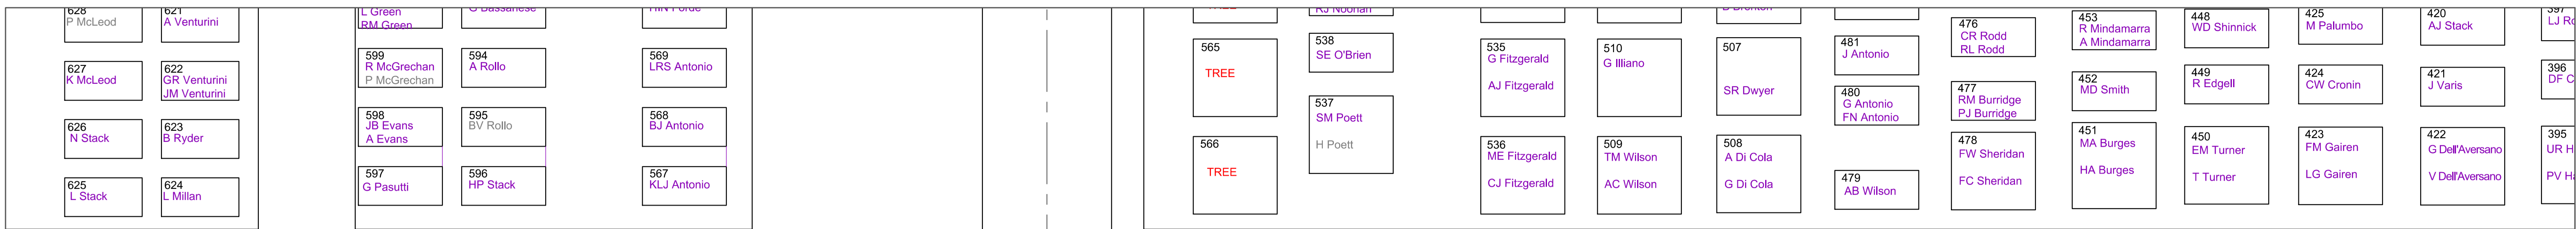 628
P McLeod
627
K McLeod
626
N Stack
625
L Stack
621
A Venturini
622
GR Venturini
JM Venturini
623
B Ryder
624
L Millan
L Green
RM Green
599
R McGrechan
P McGrechan
598
JB Evans
A Evans
597
G Pasutti
594
A Rollo
595
BV Rollo
596
HP Stack
569
LRS Antonio
568
BJ Antonio
567
KLJ Antonio
565
TREE
566
TREE
RJ Noonan
538
SE O'Brien
537
SM Poett
H Poett
535
G Fitzgerald
AJ Fitzgerald
536
ME Fitzgerald
CJ Fitzgerald
510
G Illiano
509
TM Wilson
AC Wilson
507
SR Dwyer
508
A Di Cola
G Di Cola
481
J Antonio
480
G Antonio
FN Antonio
479
AB Wilson
476
CR Rodd
RL Rodd
477
RM Burridge
PJ Burridge
478
FW Sheridan
FC Sheridan
453
R Mindamarra
A Mindamarra
452
MD Smith
451
MA Burges
HA Burges
448
WD Shinnick
449
R Edgell
450
EM Turner
T Turner
425
M Palumbo
424
CW Cronin
423
FM Gairen
LG Gairen
420
AJ Stack
421
J Varis
422
G Dell'Aversano
V Dell'Aversano
397
LJ
396
DF
395
UR
PV